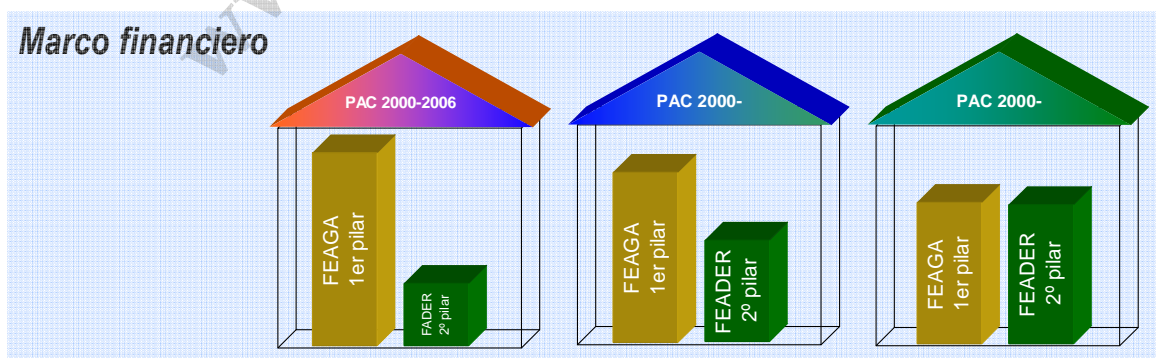 Marco financiero
PAC 2000-2006
PAC 2000-
PAC 2000-
FEAGA
1er pilar
FADER
2º pilar
FEAGA
1er pilar
FEADER
2º pilar
FEAGA
1er pilar
FEADER
2º pilar